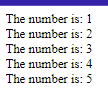 The number is: 1
The number is: 2
The number is: 3
The number is: 4
The number is: 5